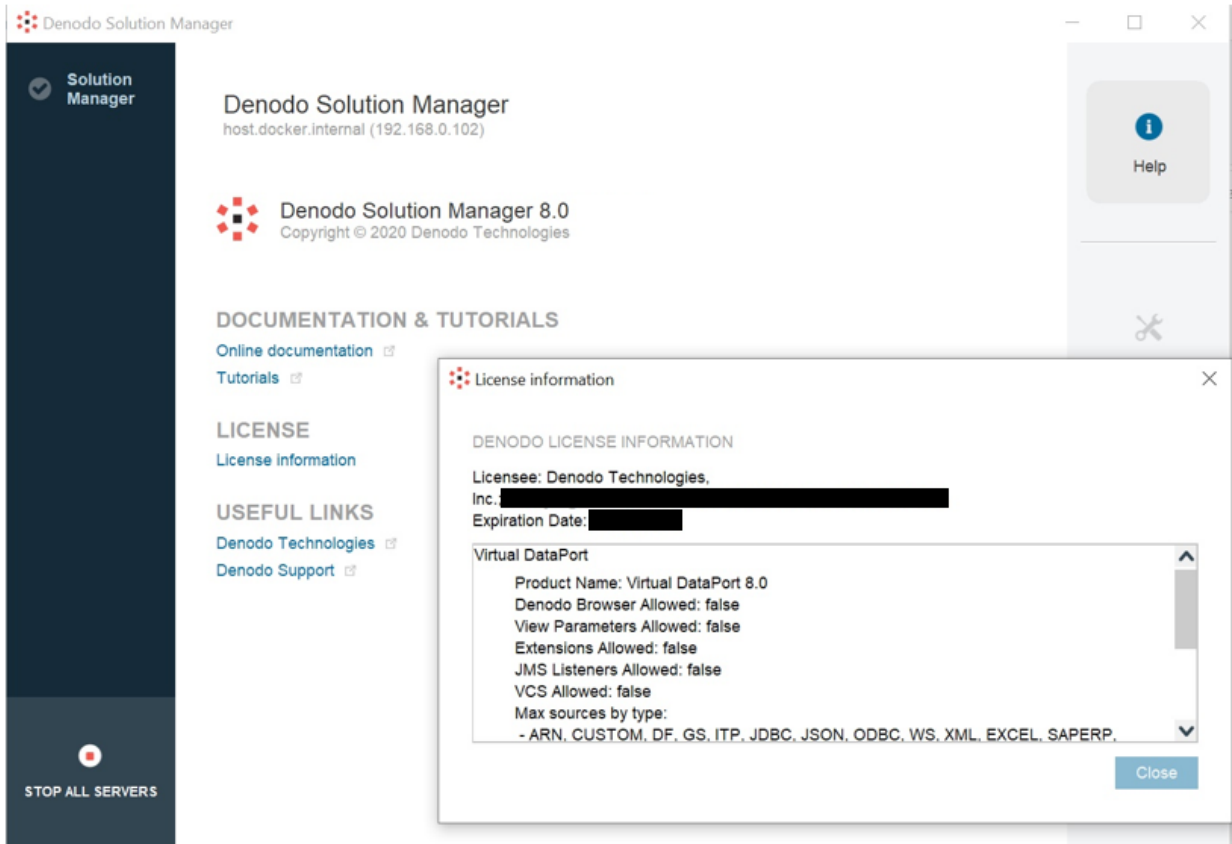 Denodo Solution Manager
Solution
Manager
Denodo Solution Manager
host.docker.internal (192.168.0.102)
Help
Denodo Solution Manager 8.0
Copyright © 2020 Denodo Technologies
DOCUMENTATION & TUTORIALS
Online documentation
Tutorials
LICENSE
License information
USEFUL LINKS
Denodo Technologies
Denodo Support
License information
DENODO LICENSE INFORMATION
Licensee: Denodo Technologies,
Inc.;
Expiration Date:
Virtual DataPort
Product Name: Virtual DataPort 8.0
Denodo Browser Allowed: false
View Parameters Allowed: false
Extensions Allowed: false
JMS Listeners Allowed: false
VCS Allowed: false
Max sources by type:
- ARN, CUSTOM, DF, GS, ITP, JDBC, JSON, ODBC, WS, XML, EXCEL, SAPERP,
Close
STOP ALL SERVERS